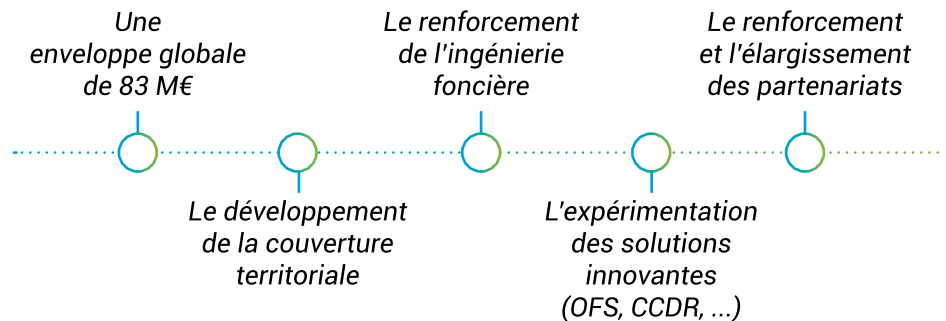 Une
enveloppe globale
de 83 M€
Le développement
de la couverture
territoriale
Le renforcement
de l'ingénierie
foncière
L'expérimentation
des solutions
innovantes
(OFS, CCDR, ...)
Le renforcement
et l'élargissement
des partenariats